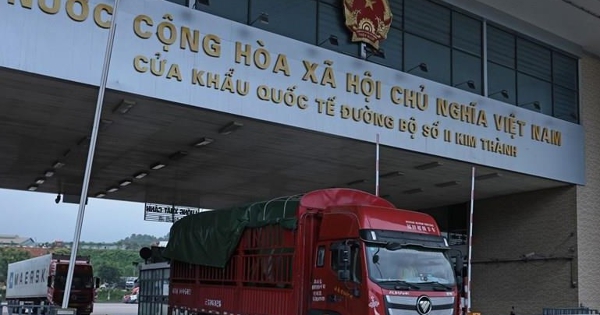 NƯỚC CỘNG HÒA XÃ HỘI CHỦ NGHĨA VIỆT NAM
CỬA KHẨU QUỐC TẾ ĐƯỜNG BỘ SỐ II KIM THÀNH
MAERSK